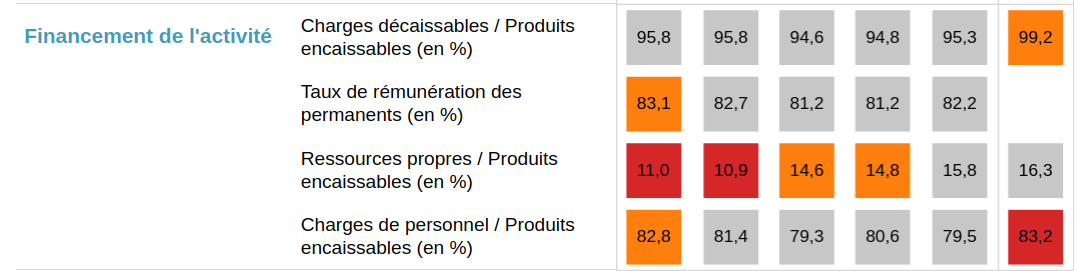 Financement de l'activité
Charges décaissables / Produits
encaissables (en %)
95,8 95,8 94,6 94,8 95,3 99,2
Taux de rémunération des
permanents (en %)
83,1 82,7 81,2 81,2 82,2
Ressources propres / Produits
encaissables (en %)
11,0 10,9 14,6 14,8 15,8 16,3
Charges de personnel / Produits
encaissables (en %)
82,8 81,4 79,3 80,6 79,5 83,2